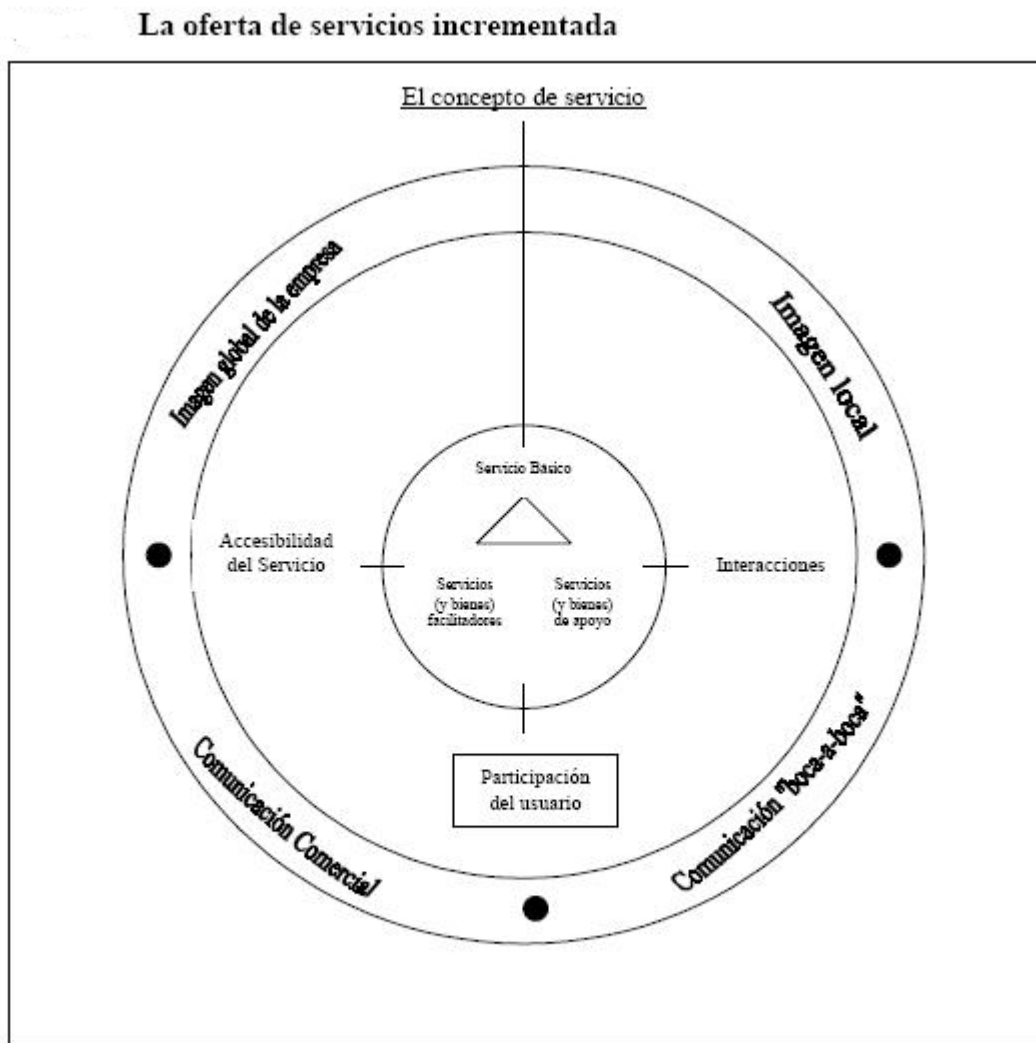 La oferta de servicios incrementada
El concepto de servicio
Imagen global de la empresa
Imagen local
Servicio Básico
Accesibilidad
del Servicio
Interacciones
Servicios
(y bienes)
facilitadores
Servicios
(y bienes)
de apoyo
Participación
del usuario
Comunicación Comercial
Comunicación "boca-a-boca"